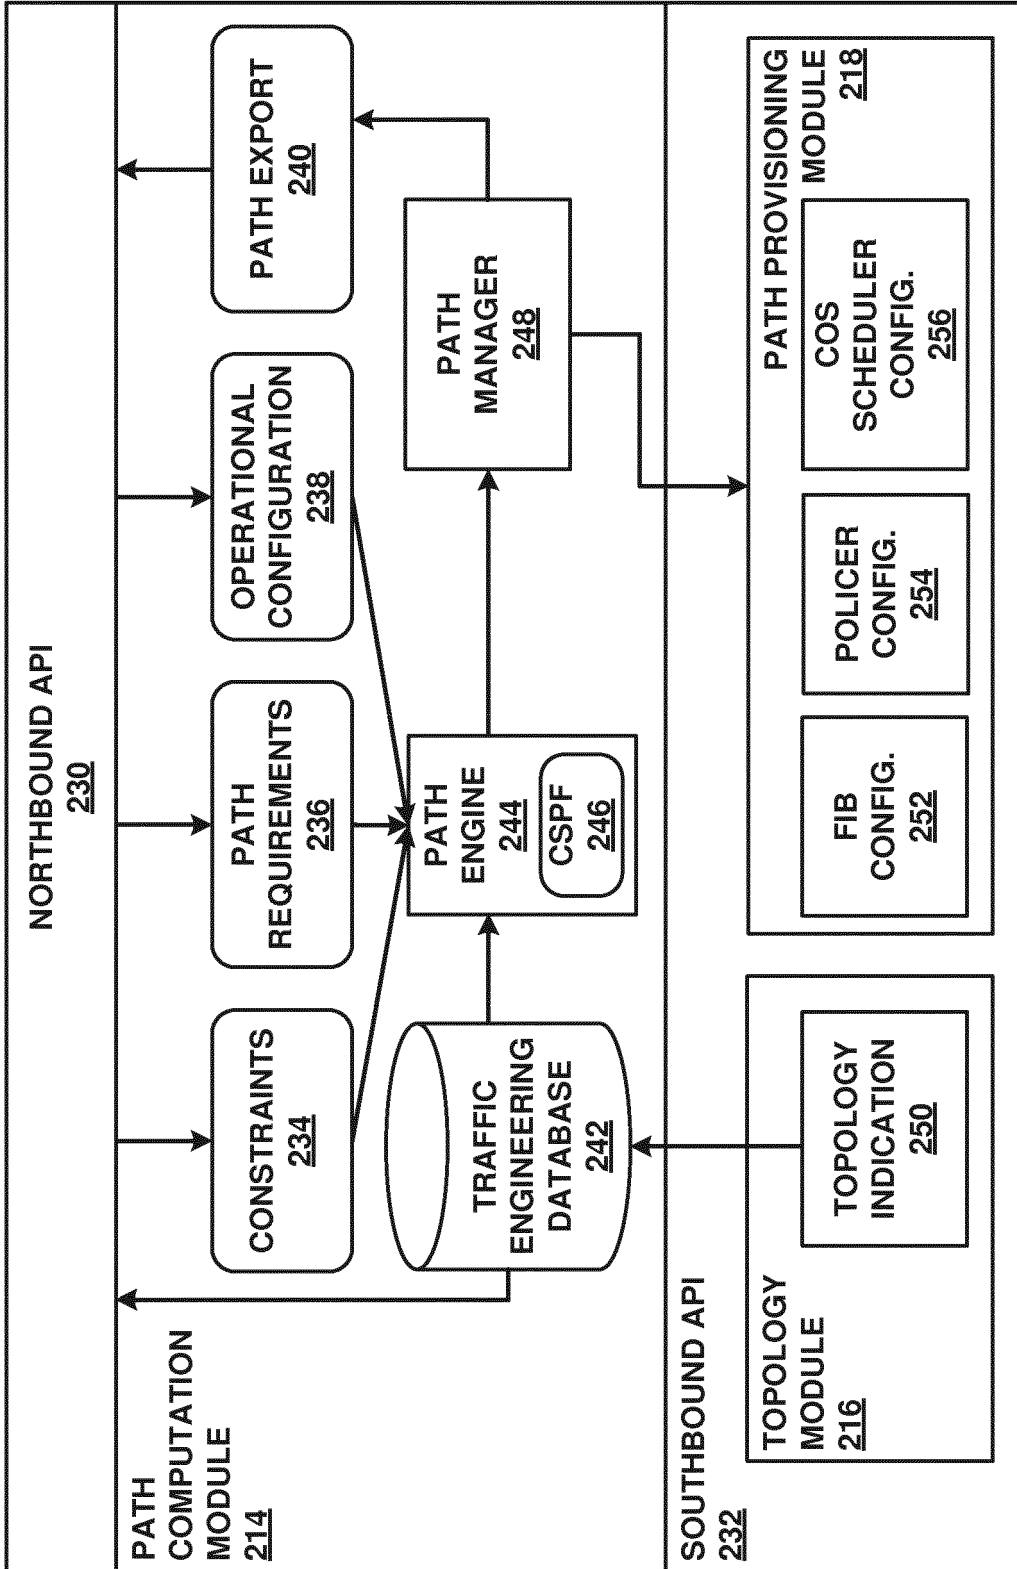 NORTHBOUND API
230
PATH
COMPUTATION
MODULE
214
CONSTRAINTS
234
PATH
REQUIREMENTS
236
OPERATIONAL
CONFIGURATION
238
PATH EXPORT
240
TRAFFIC
ENGINEERING
DATABASE
242
PATH
ENGINE
244
CSPF
246
PATH
MANAGER
248
SOUTHBOUND API
232
TOPOLOGY
MODULE
216
TOPOLOGY
INDICATION
250
PATH PROVISIONING
MODULE
218
FIB
CONFIG.
252
POLICER
CONFIG.
254
COS
SCHEDULER
CONFIG.
256